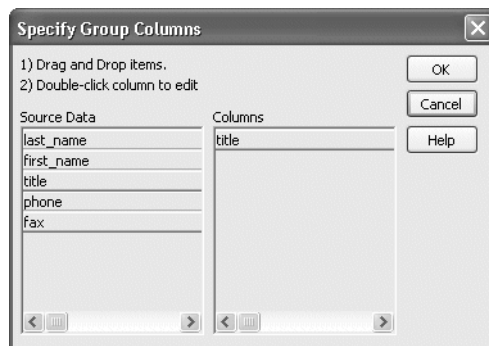 Specify Group Columns
1) Drag and Drop items.
2) Double-click column to edit
OK
Cancel
Help
Source Data
last_name
first_name
title
phone
fax
Columns
title